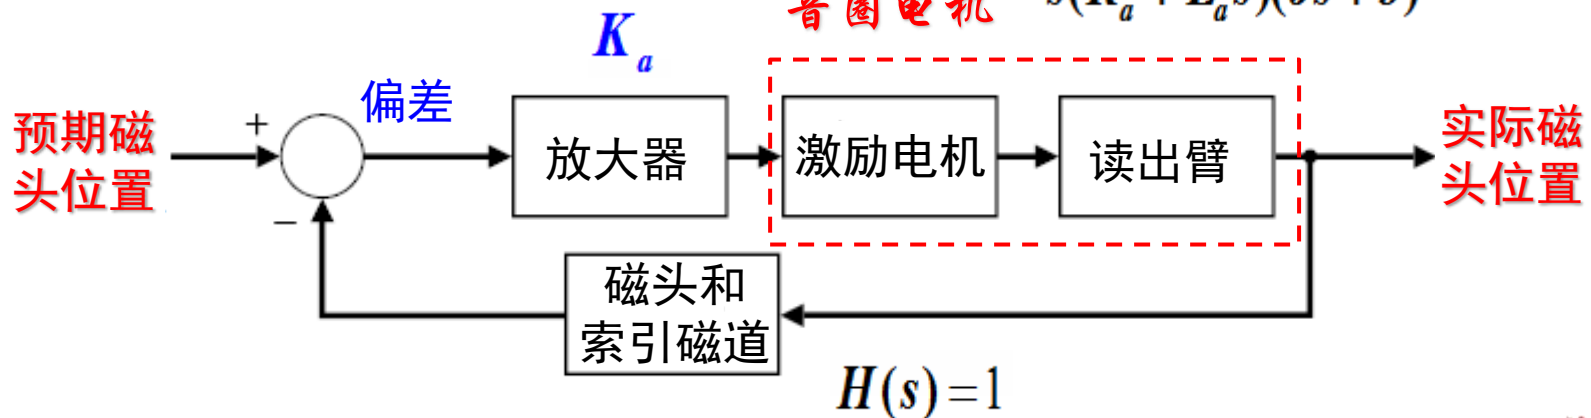 音圈电机
K_a
偏差
预期磁
头位置
+
−
放大器
激励电机
读出臂
实际磁
头位置
磁头和
索引磁道
H(s)=1